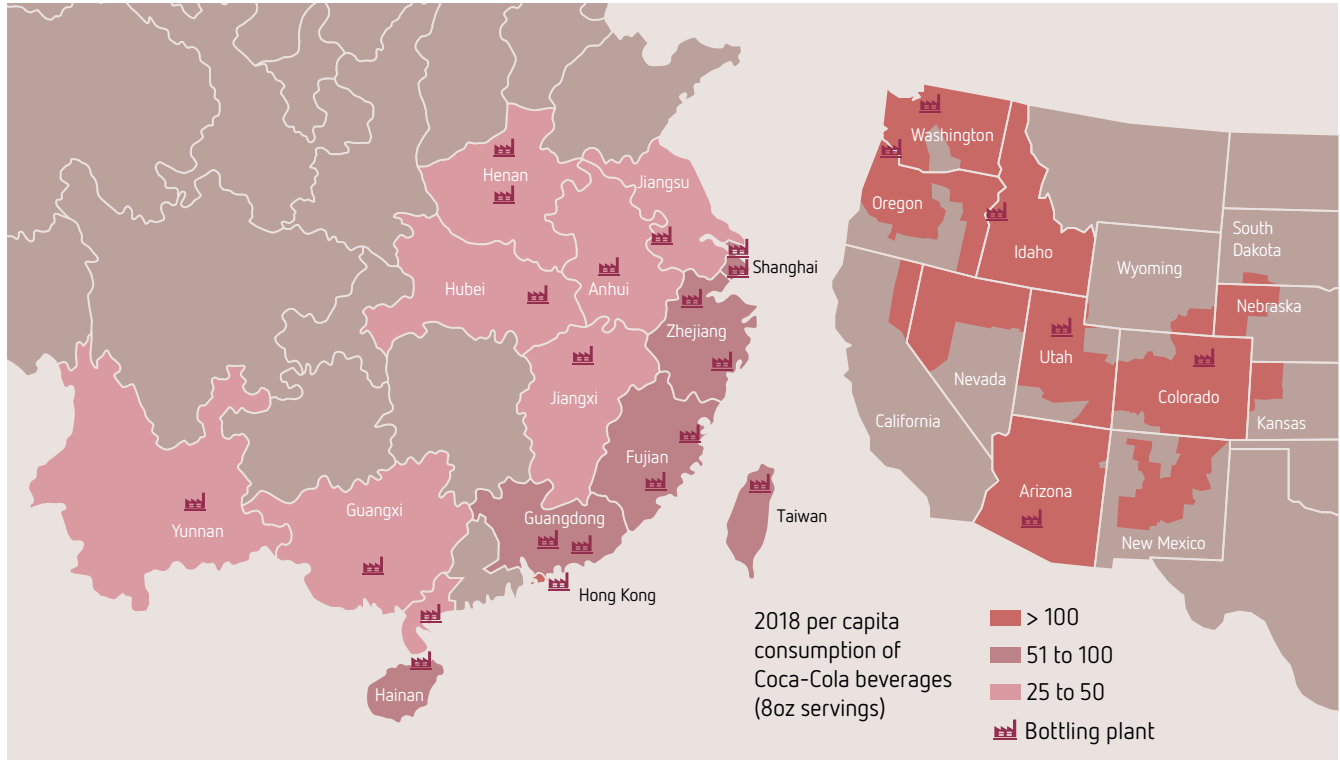 Henan
Jiangsu
Shanghai
Hubei
Anhui
Zhejiang
Jiangxi
Fujian
Yunnan
Guangxi
Guangdong
Taiwan
Hong Kong
Hainan
Washington
Oregon
Idaho
South
Dakota
Wyoming
Nebraska
Utah
Nevada
Colorado
California
Kansas
Arizona
New Mexico
2018 per capita
consumption of
Coca-Cola beverages
(8oz servings)
> 100
51 to 100
25 to 50
Bottling plant